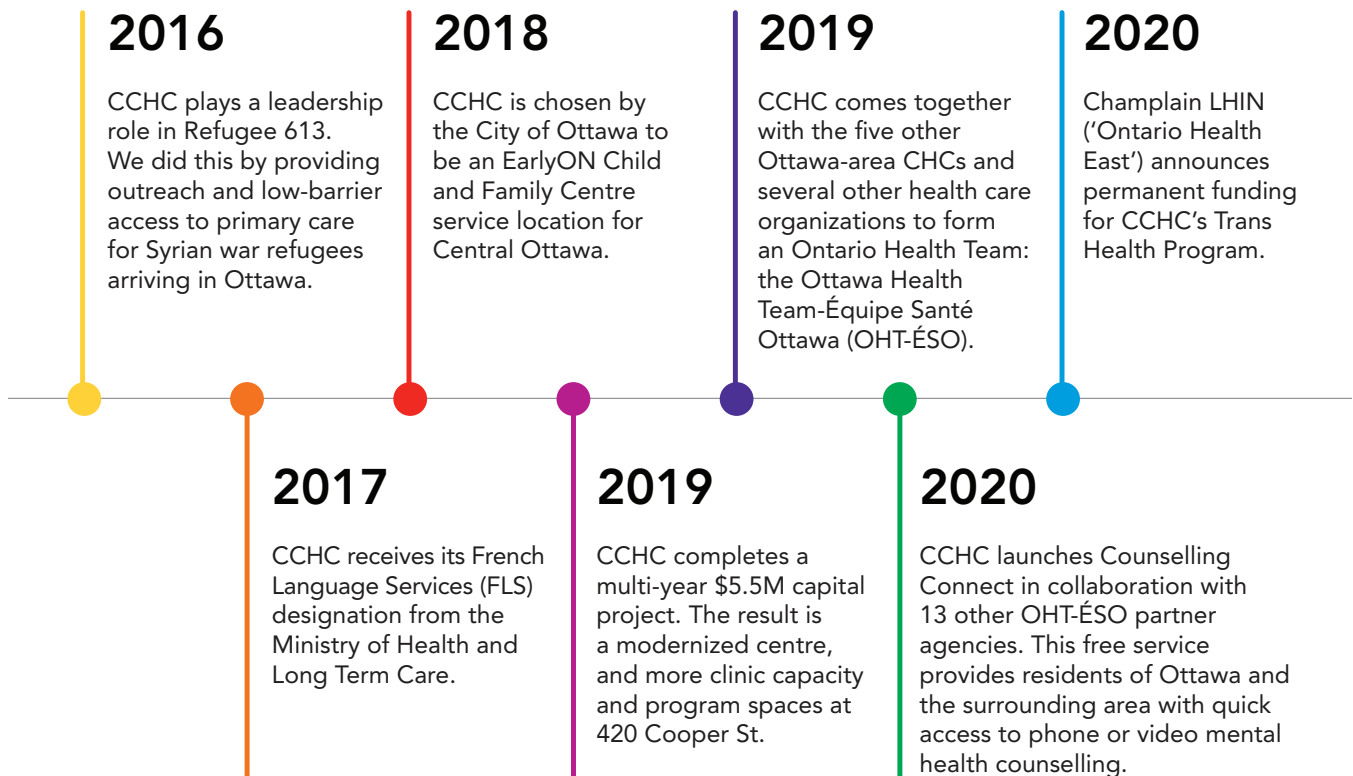 2016
CCHC plays a leadership
role in Refugee 613.
We did this by providing
outreach and low-barrier
access to primary care
for Syrian war refugees
arriving in Ottawa.
2018
CCHC is chosen by
the City of Ottawa to
be an EarlyON Child
and Family Centre
service location for
Central Ottawa.
2019
CCHC comes together
with the five other
Ottawa-area CHCs and
several other health care
organizations to form
an Ontario Health Team:
the Ottawa Health
Team-Équipe Santé
Ottawa (OHT-ÉSO).
2020
Champlain LHIN
(‘Ontario Health
East’) announces
permanent funding
for CCHC’s Trans
Health Program.
2017
CCHC receives its French
Language Services (FLS)
designation from the
Ministry of Health and
Long Term Care.
2019
CCHC completes a
multi-year $5.5M capital
project. The result is
a modernized centre,
and more clinic capacity
and program spaces at
420 Cooper St.
2020
CCHC launches Counselling
Connect in collaboration with
13 other OHT-ÉSO partner
agencies. This free service
provides residents of Ottawa and
the surrounding area with quick
access to phone or video mental
health counselling.